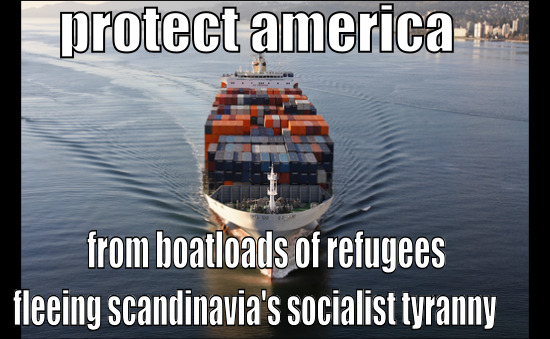 protect america
from boatloads of refugees
fleeing scandinavia's socialist tyranny